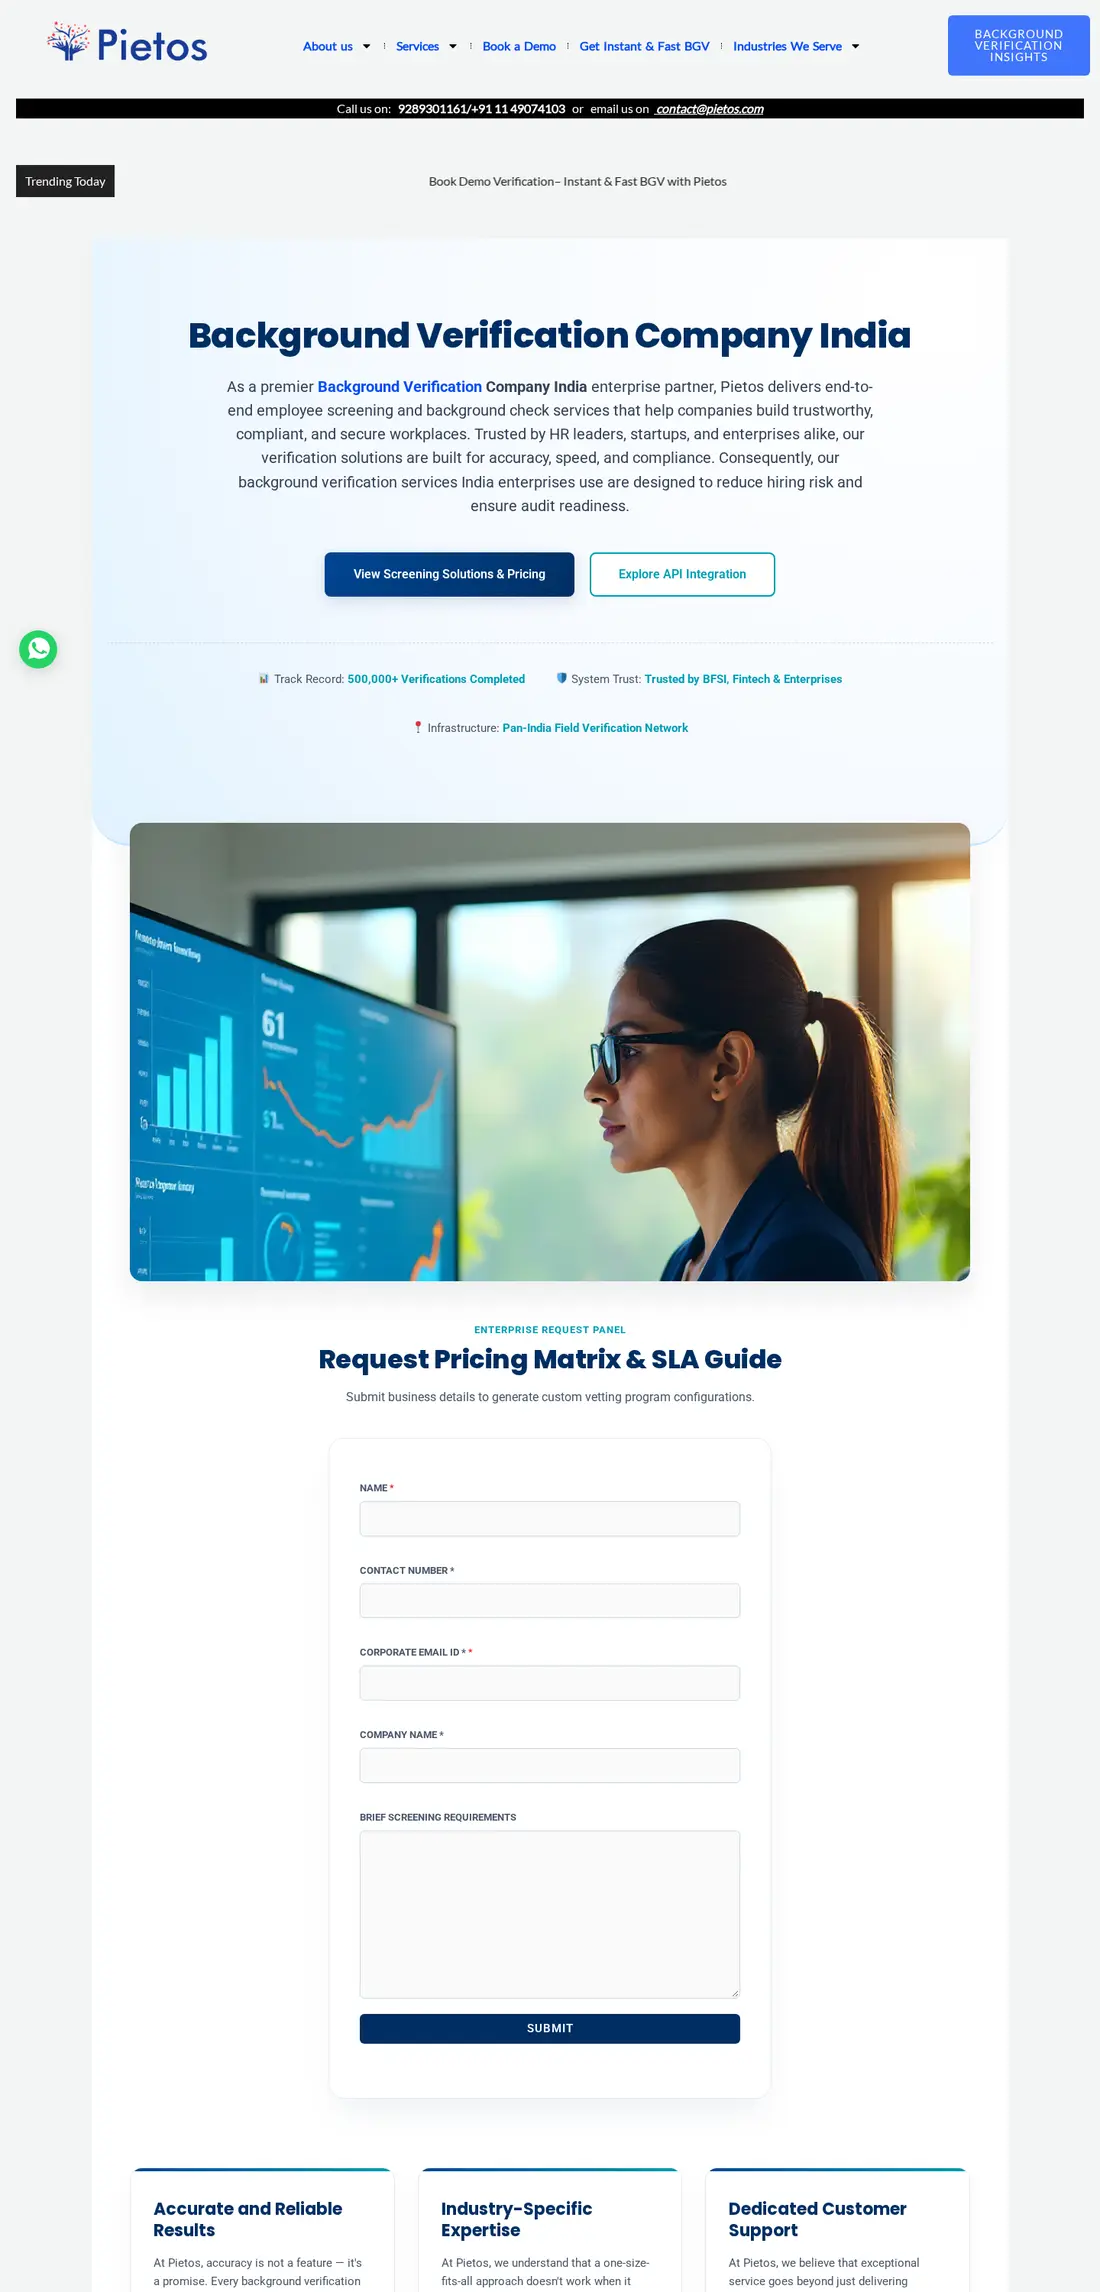 Pietos
About us
Services
Book a Demo
Get Instant & Fast BGV
Industries We Serve
BACKGROUND
VERIFICATION
INSIGHTS
Call us on: 9289301161/+91 11 49074103 or email us on contact@pietos.com
Trending Today
Book Demo Verification– Instant & Fast BGV with Pietos
Background Verification Company India
As a premier Background Verification Company India enterprise partner, Pietos delivers end-to-
end employee screening and background check services that help companies build trustworthy,
compliant, and secure workplaces. Trusted by HR leaders, startups, and enterprises alike, our
verification solutions are built for accuracy, speed, and compliance. Consequently, our
background verification services India enterprises use are designed to reduce hiring risk and
ensure audit readiness.
View Screening Solutions & Pricing
Explore API Integration
Track Record: 500,000+ Verifications Completed
System Trust: Trusted by BFSI, Fintech & Enterprises
Infrastructure: Pan-India Field Verification Network
61
ENTERPRISE REQUEST PANEL
Request Pricing Matrix & SLA Guide
Submit business details to generate custom vetting program configurations.
NAME *
CONTACT NUMBER *
CORPORATE EMAIL ID * *
COMPANY NAME *
BRIEF SCREENING REQUIREMENTS
SUBMIT
Accurate and Reliable
Results
At Pietos, accuracy is not a feature — it's
a promise. Every background verification
Industry-Specific
Expertise
At Pietos, we understand that a one-size-
fits-all approach doesn't work when it
Dedicated Customer
Support
At Pietos, we believe that exceptional
service goes beyond just delivering